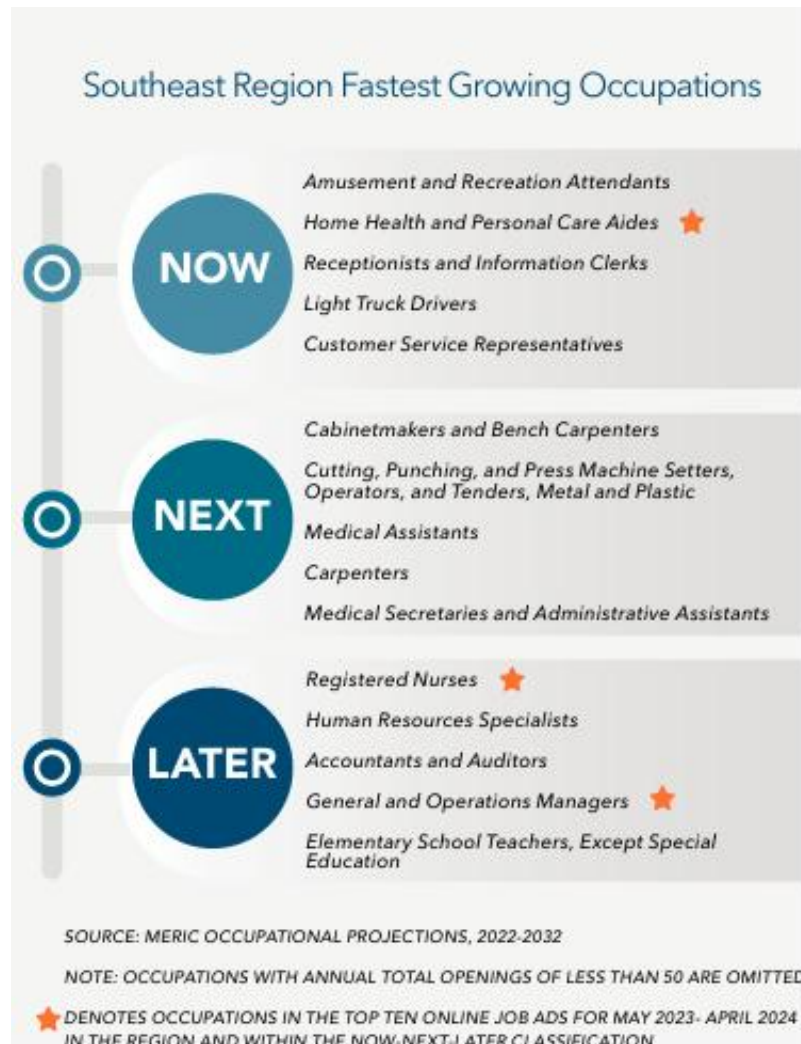 Southeast Region Fastest Growing Occupations
NOW
Amusement and Recreation Attendants
Home Health and Personal Care Aides
Receptionists and Information Clerks
Light Truck Drivers
Customer Service Representatives
NEXT
Cabinetmakers and Bench Carpenters
Cutting, Punching, and Press Machine Setters,
Operators, and Tenders, Metal and Plastic
Medical Assistants
Carpenters
Medical Secretaries and Administrative Assistants
LATER
Registered Nurses
Human Resources Specialists
Accountants and Auditors
General and Operations Managers
Elementary School Teachers, Except Special
Education
SOURCE: MERIC OCCUPATIONAL PROJECTIONS, 2022-2032
NOTE: OCCUPATIONS WITH ANNUAL TOTAL OPENINGS OF LESS THAN 50 ARE OMITTED
DENOTES OCCUPATIONS IN THE TOP TEN ONLINE JOB ADS FOR MAY 2023- APRIL 2024
IN THE REGION AND WITHIN THE NOW-NEXT-LATER CLASSIFICATION